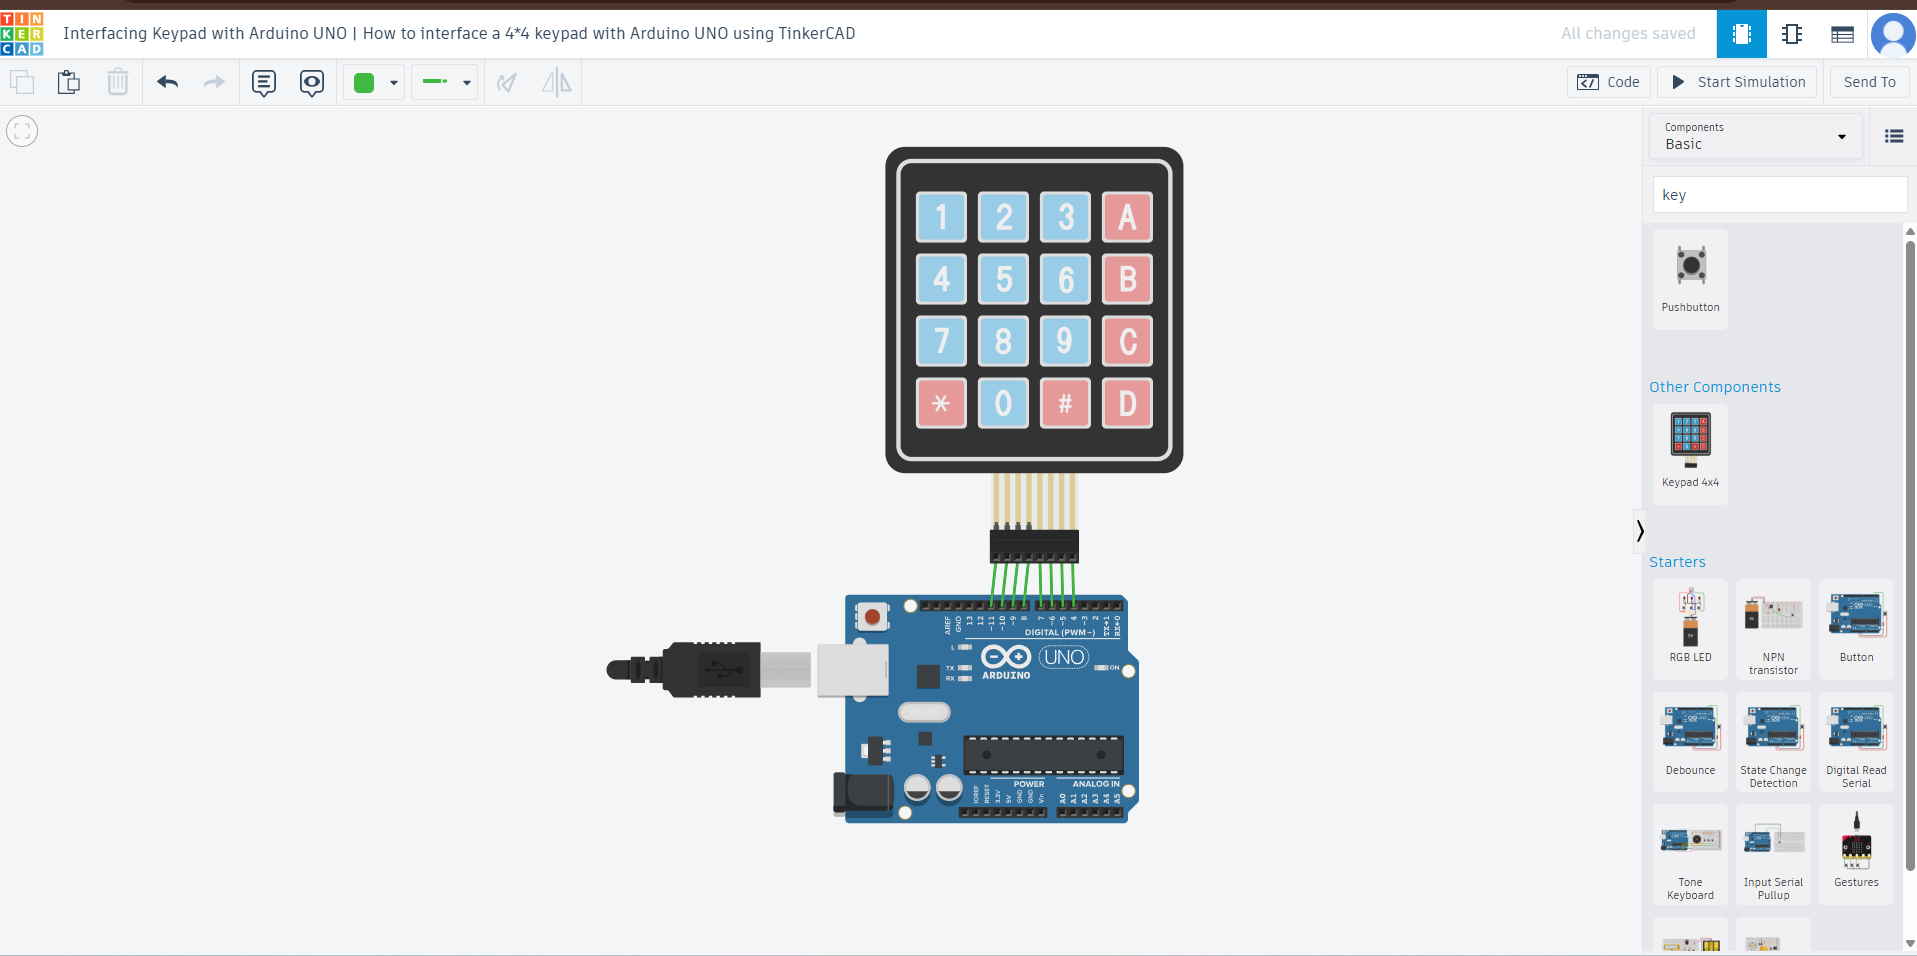 TIN
KER
CAD
Interfacing Keypad with Arduino UNO | How to interface a 4*4 keypad with Arduino UNO using TinkerCAD
All changes saved
Code
Start Simulation
Send To
Components
Basic
key
Pushbutton
Other Components
Keypad 4x4
Starters
RGB LED
NPN transistor
Button
Debounce
State Change Detection
Digital Read Serial
Tone Keyboard
Input Serial Pullup
Gestures
1 2 3 A
4 5 6 B
7 8 9 C
* 0 # D
AREF GND 13 12 ~11 ~10 ~9 8 7 ~6 ~5 4 ~3 2 TX→1 RX←0
DIGITAL (PWM~)
L
TX
RX
UNO
ON
ARDUINO
POWER
ANALOG IN
IOREF RESET 3.3V 5V GND GND Vin A0 A1 A2 A3 A4 A5